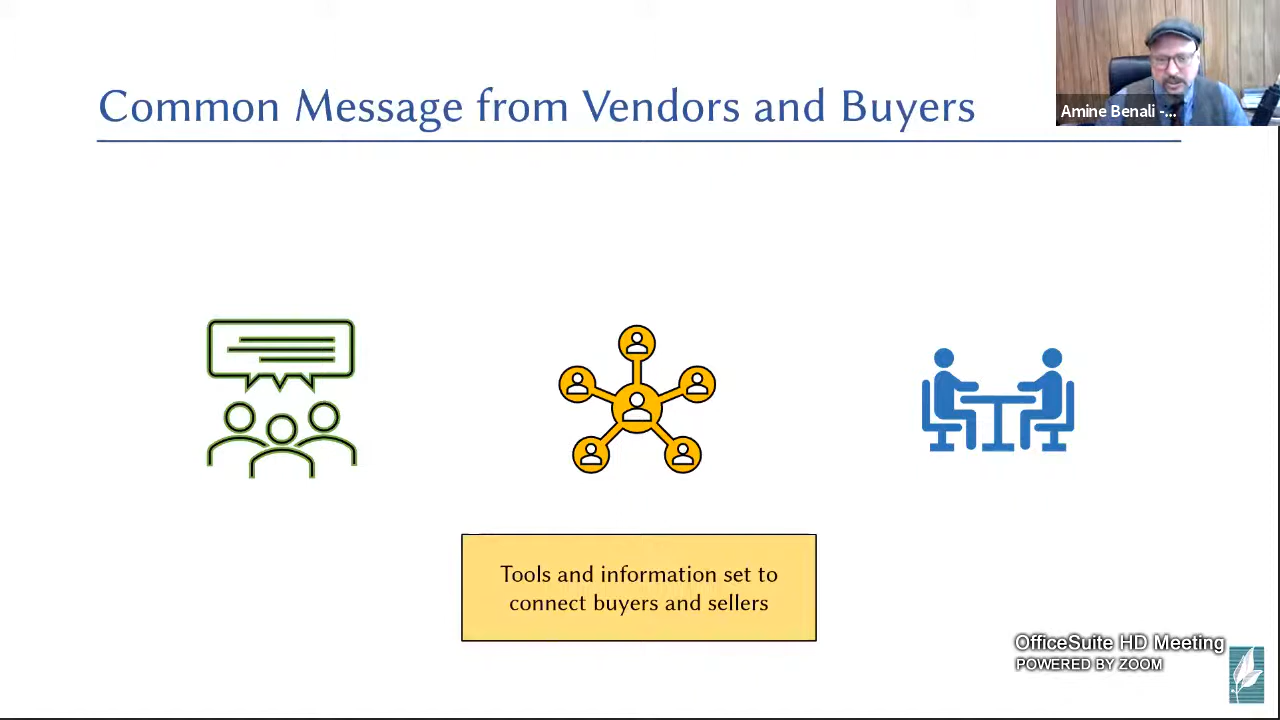 Common Message from Vendors and Buyers
Amine Benali -...
Tools and information set to
connect buyers and sellers
OfficeSuite HD Meeting
POWERED BY ZOOM